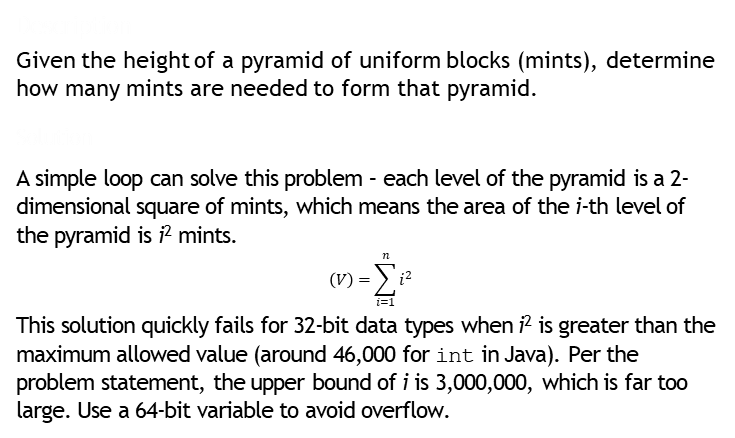 Given the height of a pyramid of uniform blocks (mints), determine
how many mints are needed to form that pyramid.
A simple loop can solve this problem - each level of the pyramid is a 2-
dimensional square of mints, which means the area of the i-th level of
the pyramid is i² mints.
(V) = ∑ⁿᵢ₌₁ i²
This solution quickly fails for 32-bit data types when i² is greater than the
maximum allowed value (around 46,000 for int in Java). Per the
problem statement, the upper bound of i is 3,000,000, which is far too
large. Use a 64-bit variable to avoid overflow.